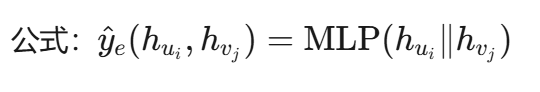 公式：$\hat{y}_e(h_{u_i}, h_{v_j}) = \mathrm{MLP}(h_{u_i} \| h_{v_j})$